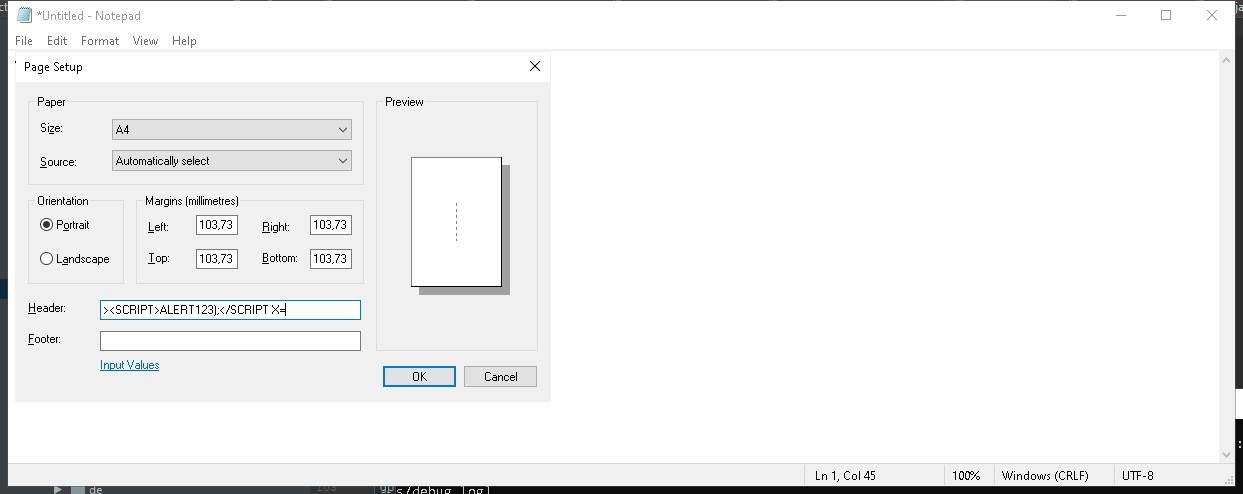 *Untitled - Notepad
File Edit Format View Help
Page Setup
Paper
Size: A4
Source: Automatically select
Preview
Orientation
Portrait
Landscape
Margins (millimetres)
Left: 103,73 Right: 103,73
Top: 103,73 Bottom: 103,73
Header: ><SCRIPT>ALERT123);</SCRIPT X=
Footer:
Input Values
OK Cancel
Ln 1, Col 45 100% Windows (CRLF) UTF-8
de